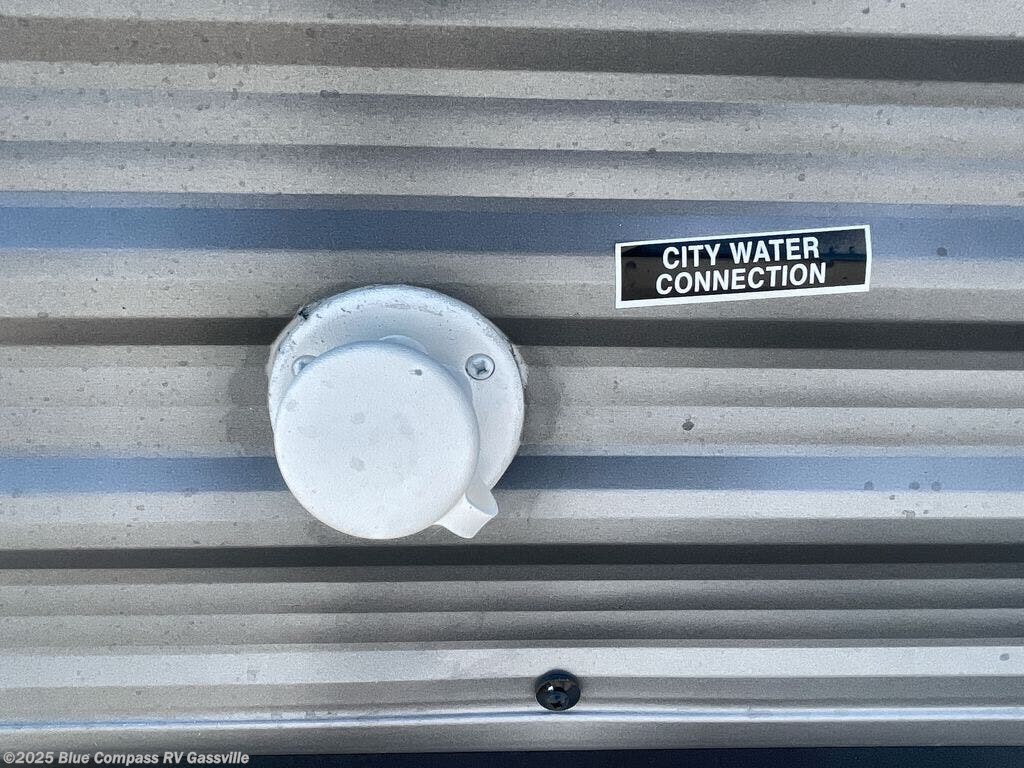 CITY WATER
CONNECTION
©2025 Blue Compass RV Gassville